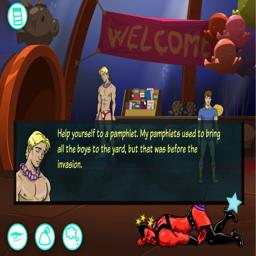 WELCOME
Help yourself to a pamphlet. My pamphlets used to bring
all the boys to the yard, but that was before the
invasion.